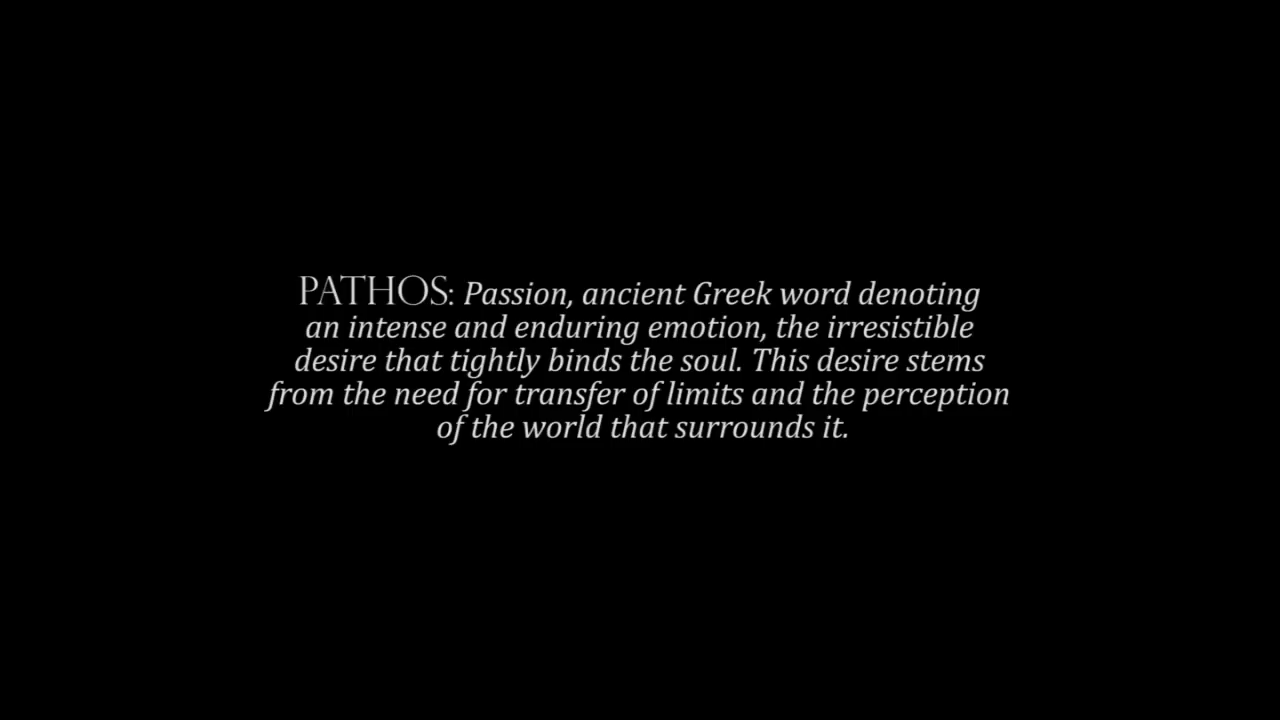 PATHOS: Passion, ancient Greek word denoting
an intense and enduring emotion, the irresistible
desire that tightly binds the soul. This desire stems
from the need for transfer of limits and the perception
of the world that surrounds it.